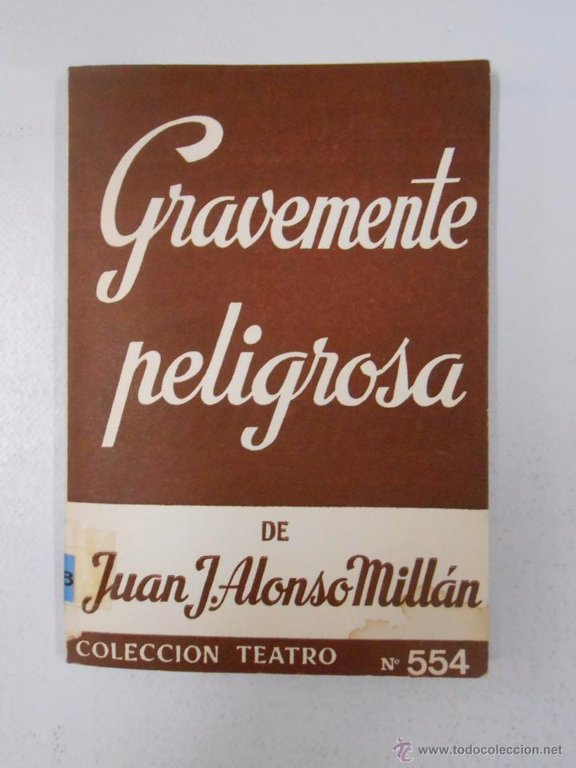 Gravemente
peligrosa
DE
Juan J. Alonso Millán
COLECCION TEATRO Nº 554
B
www.todocoleccion.net